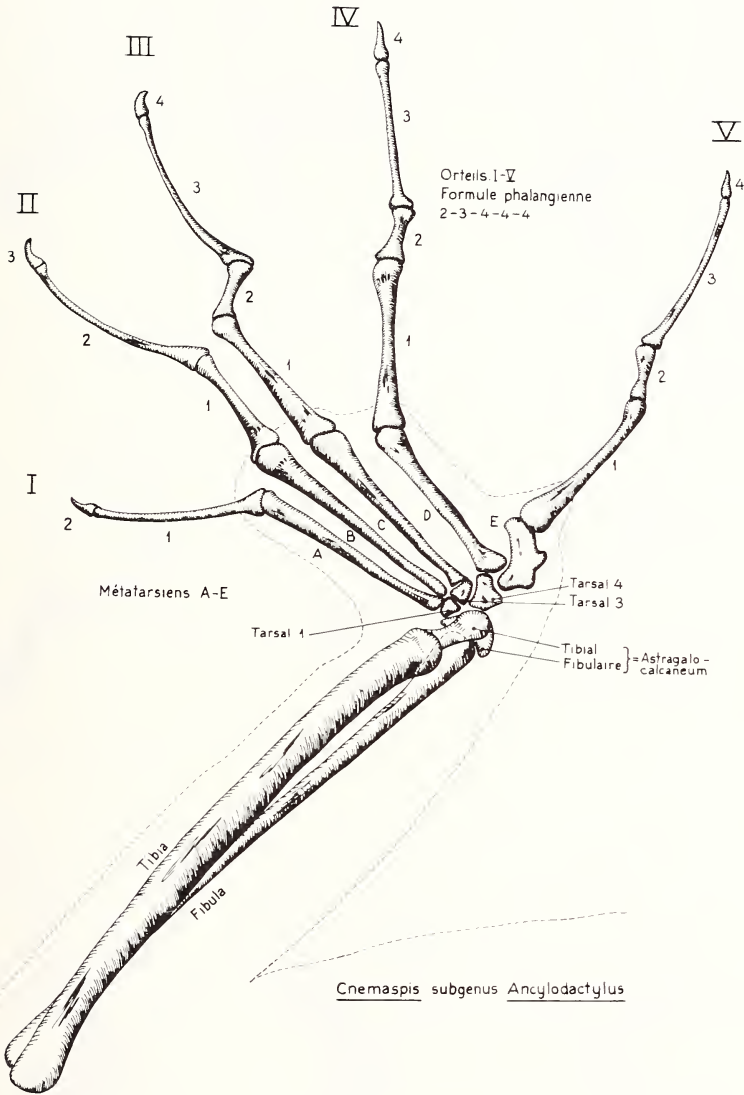 IV
III
4
V
4
3
Orteils I-V
Formule phalangienne
2-3-4-4-4
4
3
II
2
3
3
2
2
2
1
1
1
1
I
E
D
C
B
A
2
1
Métatarsiens A-E
Tarsal 4
Tarsal 3
Tarsal 1
Tibial
Fibulaire } = Astragalo-
calcaneum
Tibia
Fibula
Cnemaspis subgenus Ancylodactylus